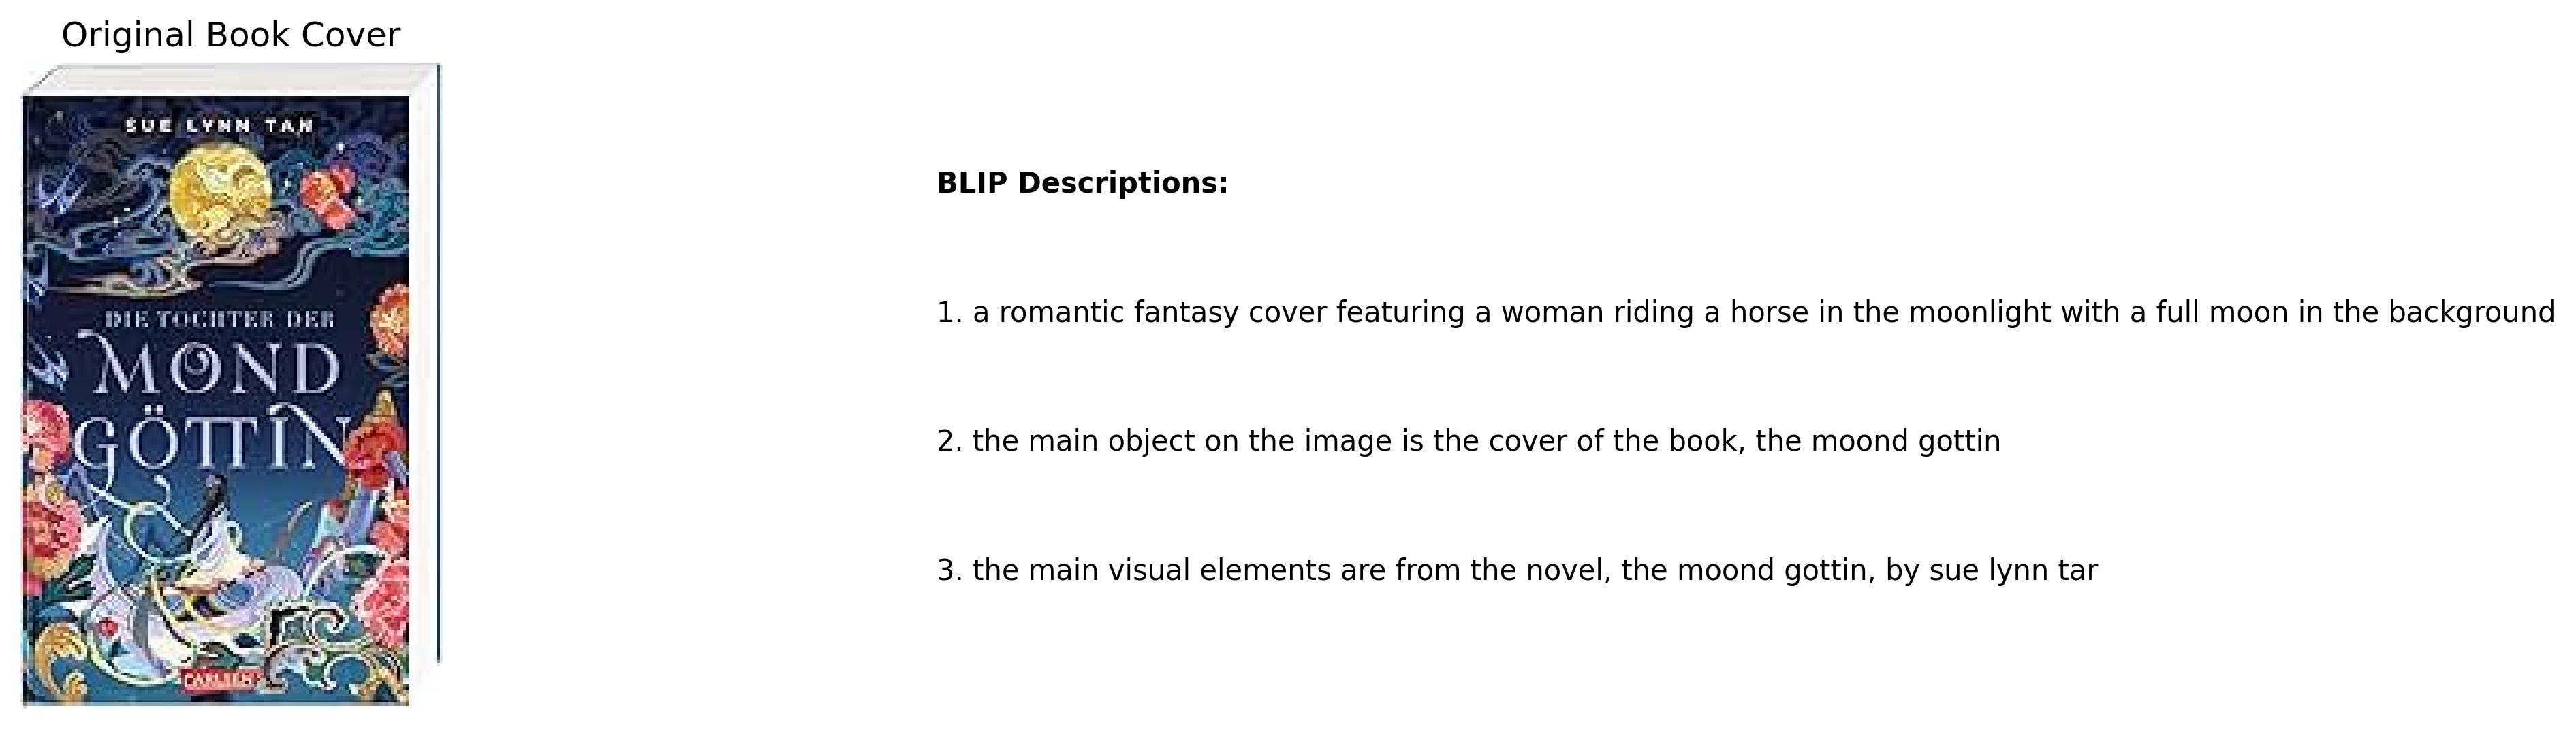 Original Book Cover
SUE LYNN TAN
DIE TOCHTER DER
MOND
GÖTTIN
CARLSEN
BLIP Descriptions:
1. a romantic fantasy cover featuring a woman riding a horse in the moonlight with a full moon in the background
2. the main object on the image is the cover of the book, the moond gottin
3. the main visual elements are from the novel, the moond gottin, by sue lynn tar